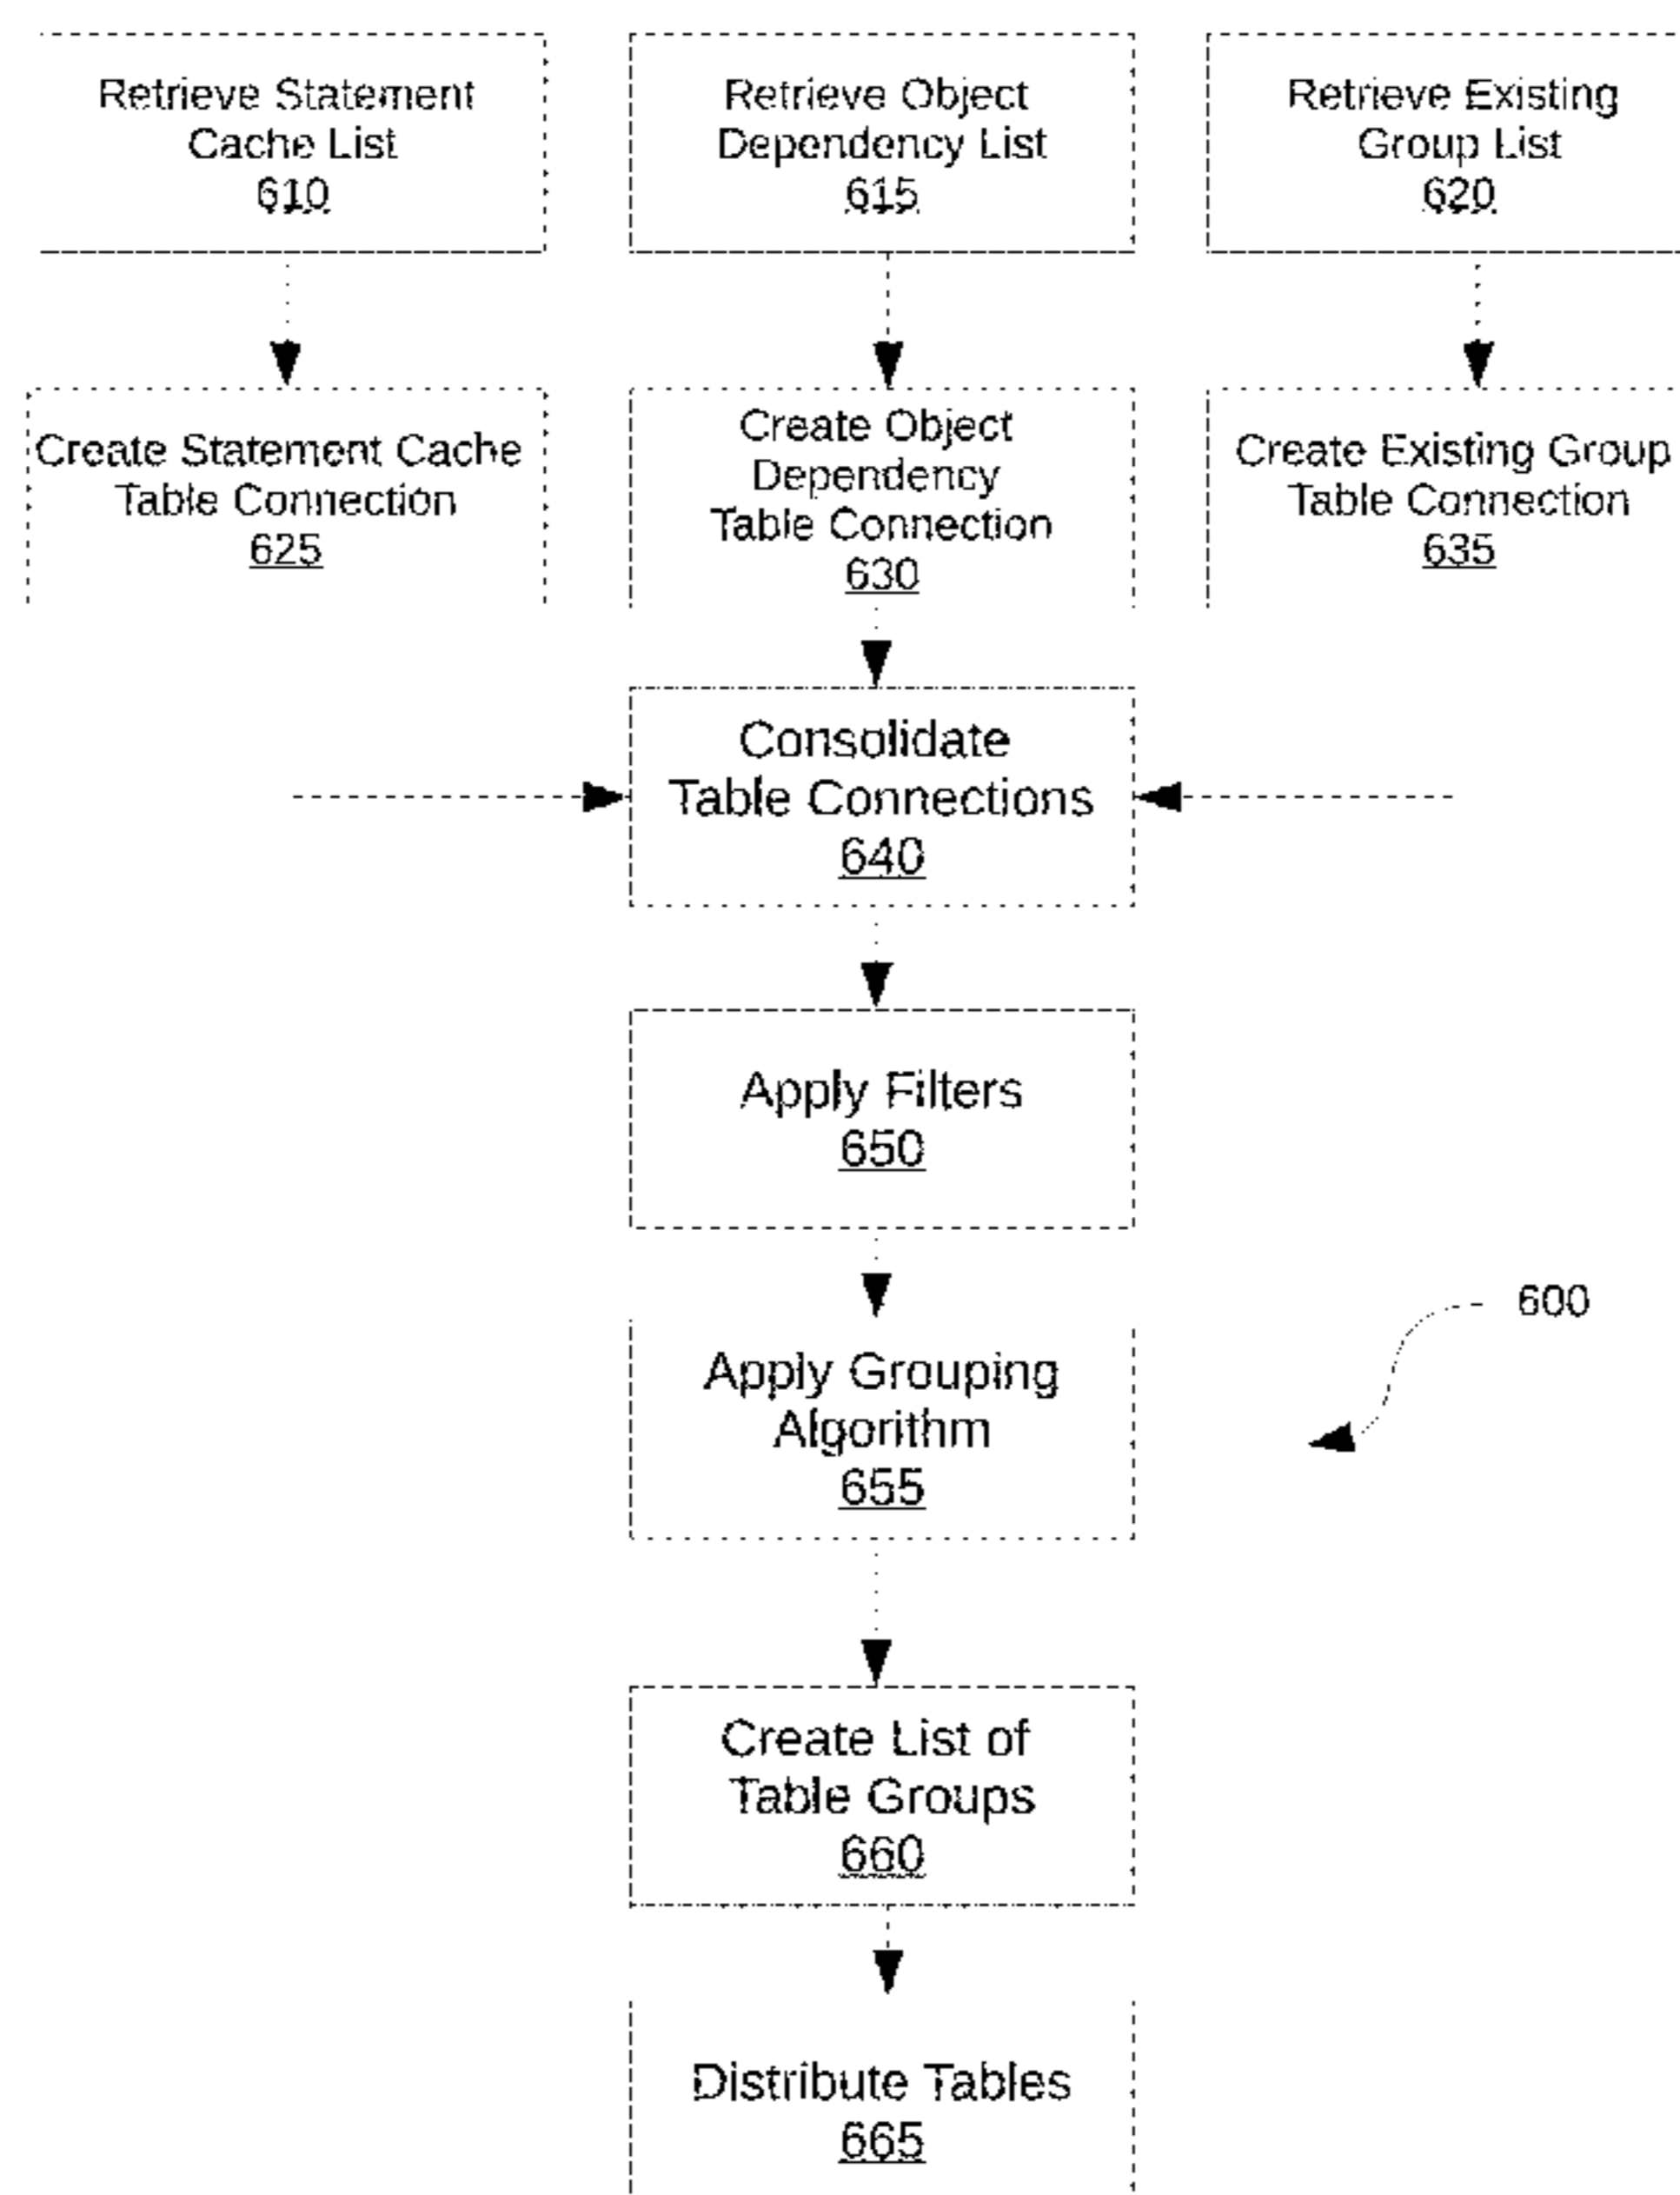 Retrieve Statement
Cache List
610
Retrieve Object
Dependency List
615
Retrieve Existing
Group List
620
Create Statement Cache
Table Connection
625
Create Object
Dependency
Table Connection
630
Create Existing Group
Table Connection
635
Consolidate
Table Connections
640
Apply Filters
650
600
Apply Grouping
Algorithm
655
Create List of
Table Groups
660
Distribute Tables
665